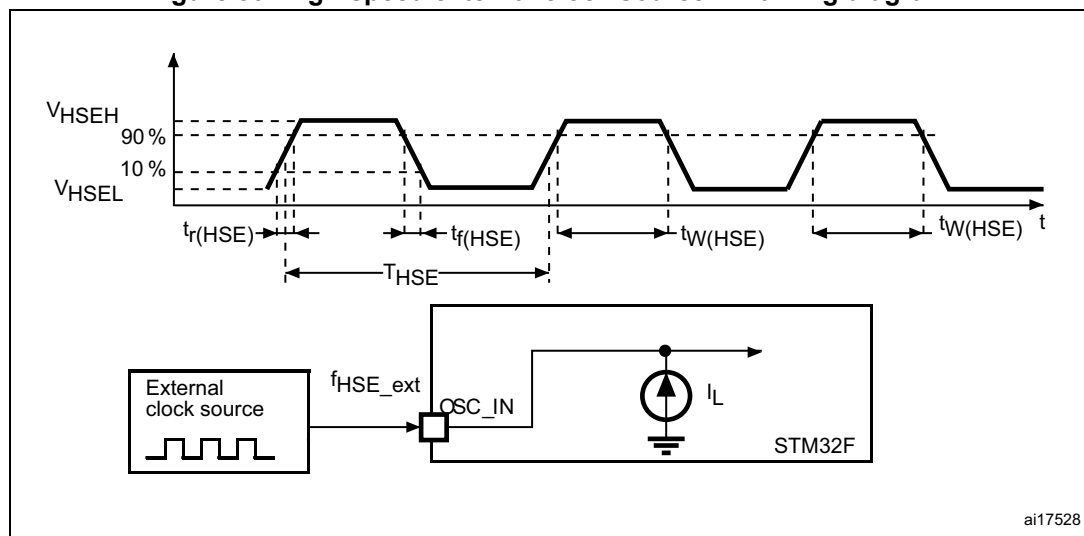 VHSEH
90 %
10 %
VHSEL
tr(HSE)
tf(HSE)
tW(HSE)
tW(HSE)
t
THSE
External
clock source
fHSE_ext
OSC_IN
IL
STM32F
ai17528